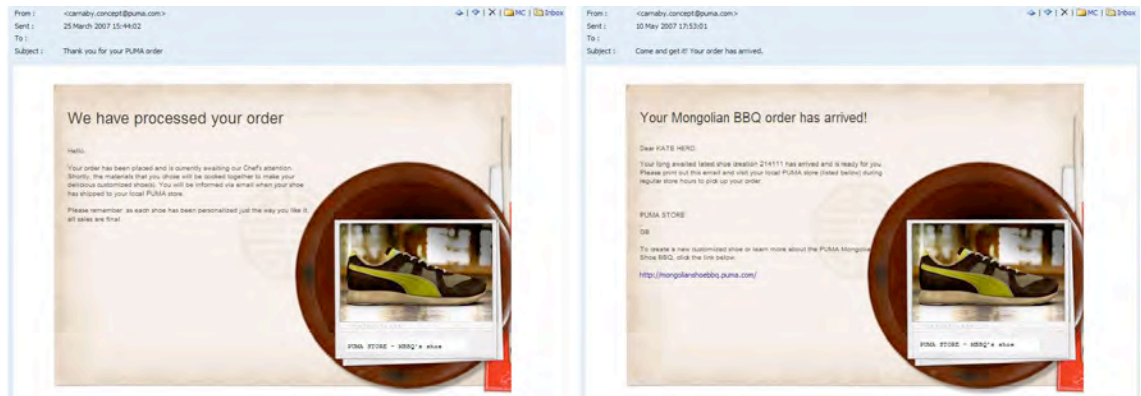 From : <carnaby.concept@puma.com> | | X | MC | Inbox
Sent : 25 March 2007 15:44:02
To :
Subject : Thank you for your PUMA order
We have processed your order
Hello.
Your order has been placed and is currently awaiting our Chef's attention.
Shortly, the materials that you chose will be cooked together to make your
delicious customized shoe(s). You will be informed via email when your shoe
has shipped to your local PUMA store.
Please remember: as each shoe has been personalized just the way you like it,
all sales are final.
PUMA STORE - MBBQ's shoe
From : <carnaby.concept@puma.com> | | X | MC | Inbox
Sent : 10 May 2007 17:53:01
To :
Subject : Come and get it! Your order has arrived.
Your Mongolian BBQ order has arrived!
Dear KATE HERD,
Your long awaited latest shoe creation 214111 has arrived and is ready for you.
Please print out this email and visit your local PUMA store (listed below) during
regular store hours to pick up your order.
PUMA STORE
GB
To create a new customized shoe or learn more about the PUMA Mongolian
Shoe BBQ, click the link below.
http://mongolianshoebbq.puma.com/
PUMA STORE - MBBQ's shoe